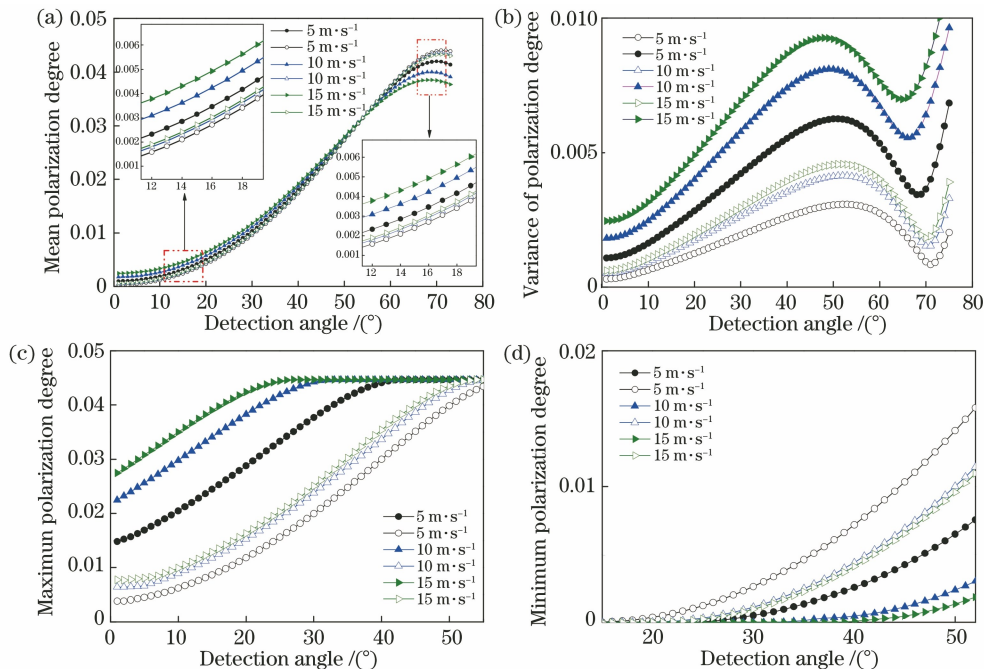 (a)
0.05
0.04
0.03
0.02
0.01
0
Mean polarization degree
0 10 20 30 40 50 60 70 80
Detection angle /(°)
0.006
0.005
0.004
0.003
0.002
0.001
12 14 16 18
5 m·s⁻¹
5 m·s⁻¹
10 m·s⁻¹
10 m·s⁻¹
15 m·s⁻¹
15 m·s⁻¹
0.006
0.005
0.004
0.003
0.002
0.001
12 14 16 18
(b)
0.010
0.005
0
Variance of polarization degree
0 10 20 30 40 50 60 70 80
Detection angle /(°)
5 m·s⁻¹
5 m·s⁻¹
10 m·s⁻¹
10 m·s⁻¹
15 m·s⁻¹
15 m·s⁻¹
(c)
0.05
0.04
0.03
0.02
0.01
0
Maximun polarization degree
0 10 20 30 40 50
Detection angle /(°)
5 m·s⁻¹
5 m·s⁻¹
10 m·s⁻¹
10 m·s⁻¹
15 m·s⁻¹
15 m·s⁻¹
(d)
0.02
0.01
0
Minimum polarization degree
20 30 40 50
Detection angle /(°)
5 m·s⁻¹
5 m·s⁻¹
10 m·s⁻¹
10 m·s⁻¹
15 m·s⁻¹
15 m·s⁻¹